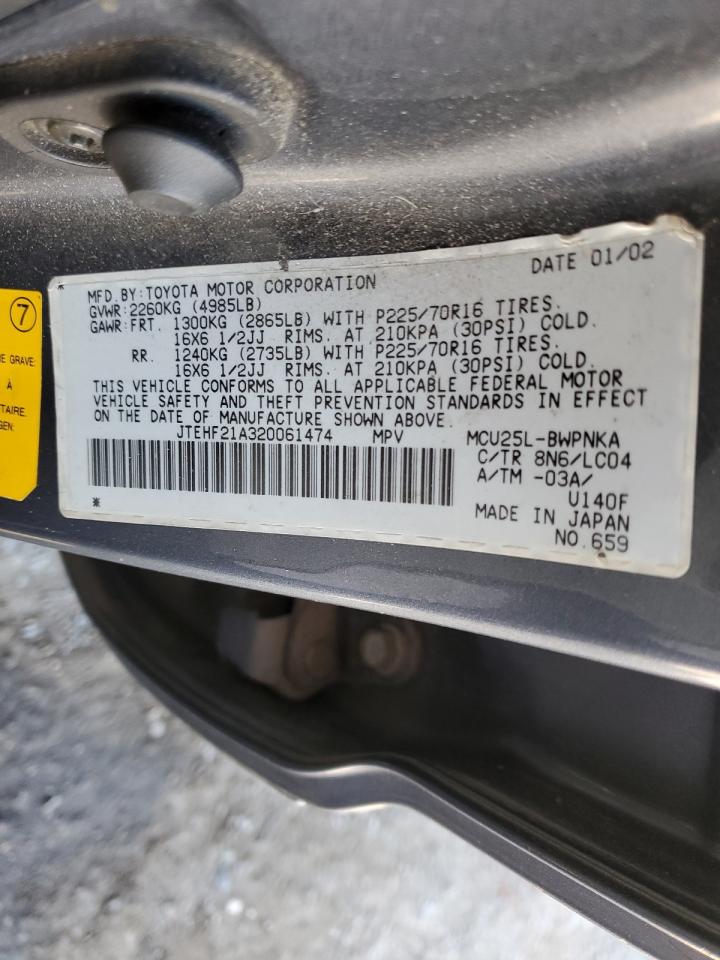 DATE 01/02
MFD. BY: TOYOTA MOTOR CORPORATION
GVWR: 2260KG (4985LB)
GAWR: FRT. 1300KG (2865LB) WITH P225/70R16 TIRES.
16X6 1/2JJ RIMS. AT 210KPA (30PSI) COLD.
RR. 1240KG (2735LB) WITH P225/70R16 TIRES.
16X6 1/2JJ RIMS. AT 210KPA (30PSI) COLD.
THIS VEHICLE CONFORMS TO ALL APPLICABLE FEDERAL MOTOR
VEHICLE SAFETY AND THEFT PREVENTION STANDARDS IN EFFECT
ON THE DATE OF MANUFACTURE SHOWN ABOVE.
JTEHF21A320061474 MPV MCU25L-BWPNKA
C/TR 8N6/LC04
A/TM -03A/
U140F
MADE IN JAPAN
NO. 659
*
7
GRAVE
À